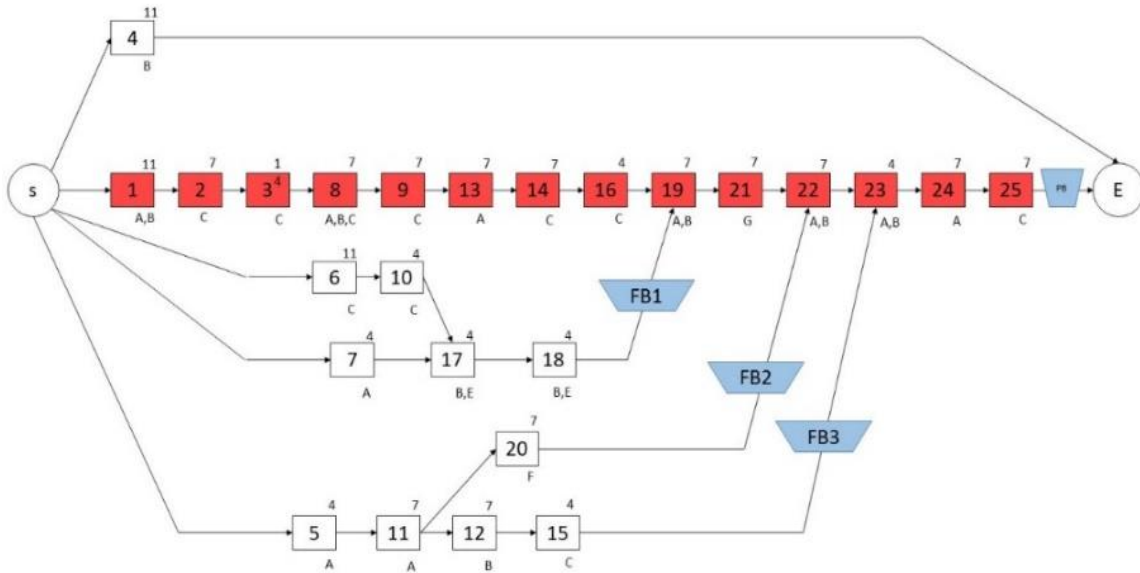 11
4
B
11 7 1 7 7 7 7 4 7 7 7 4 7 7
s 1 2 3 4 8 9 13 14 16 19 21 22 23 24 25 PB E
A,B C C A,B,C C A C C A,B G A,B A,B A C
11 4
6 10
C C
FB1
4 4 4
7 17 18
A B,E B,E
FB2
7
20
F
FB3
4 7 7 4
5 11 12 15
A A B C